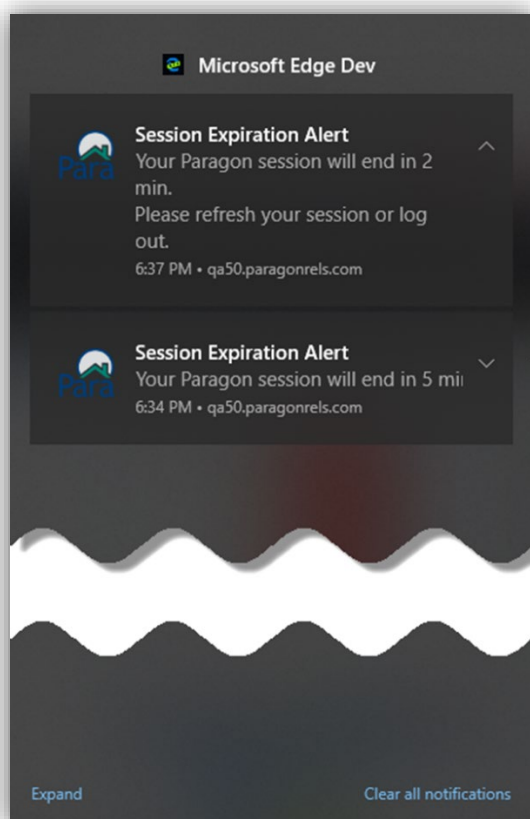 Microsoft Edge Dev
Session Expiration Alert
Your Paragon session will end in 2
min.
Please refresh your session or log
out.
6:37 PM • qa50.paragonrels.com
Para
Session Expiration Alert
Your Paragon session will end in 5 mi
6:34 PM • qa50.paragonrels.com
Para
Expand
Clear all notifications